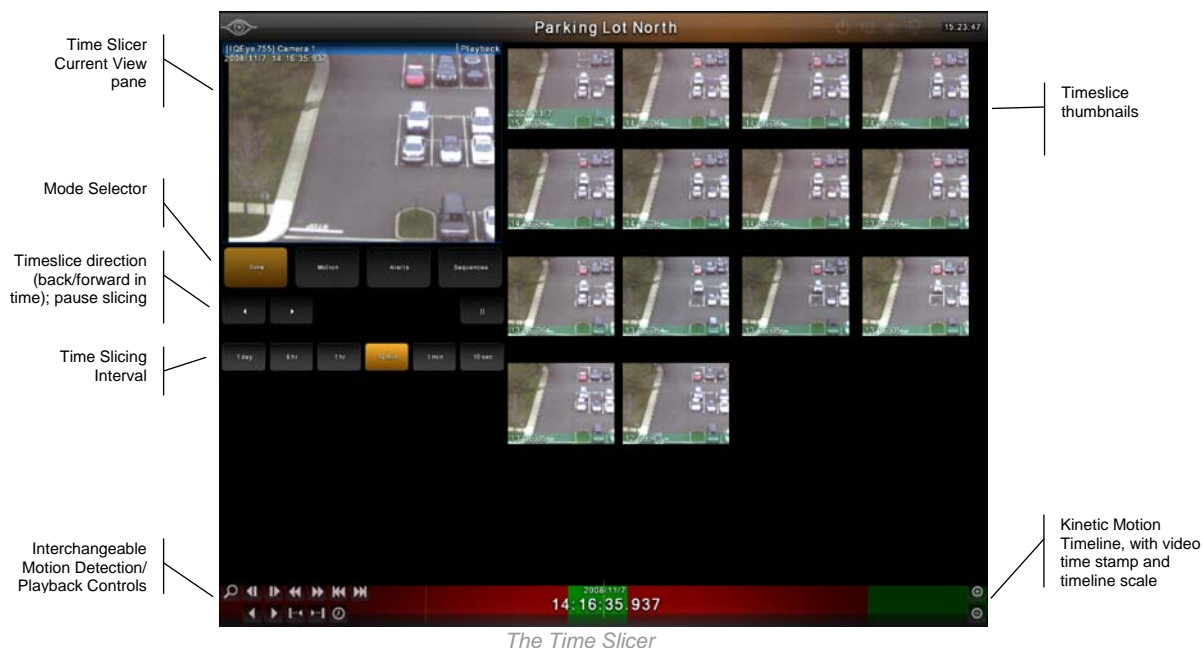 Parking Lot North
15:23:47
Time Slicer
Current View
pane
[IQEye 755] Camera 1
Playback
2008/11/7 14:16:35.937
Timeslice
thumbnails
Mode Selector
Time
Motion
Alerts
Sequences
Timeslice direction
(back/forward in
time); pause slicing
Time Slicing
Interval
1 day
6 hr
1 hr
1 min
10 sec
Interchangeable
Motion Detection/
Playback Controls
2008/11/7
14:16:35.937
Kinetic Motion
Timeline, with video
time stamp and
timeline scale
The Time Slicer